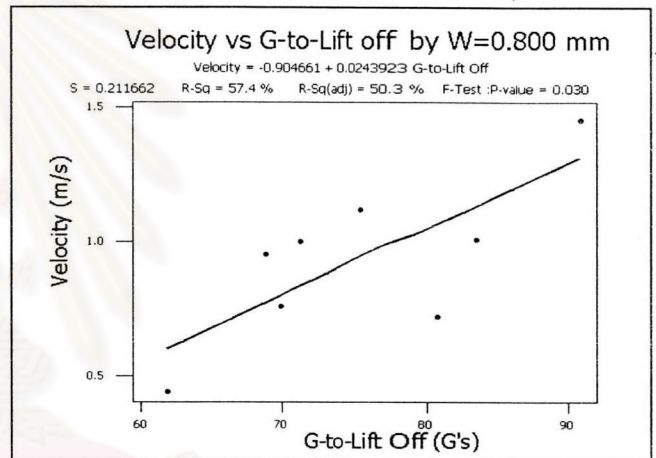 Velocity vs G-to-Lift off by W=0.800 mm
Velocity = -0.904661 + 0.0243923 G-to-Lift Off
S = 0.211662 R-Sq = 57.4 % R-Sq(adj) = 50.3 % F-Test :P-value = 0.030
1.5
1.0
0.5
Velocity (m/s)
60 70 80 90
G-to-Lift Off (G's)